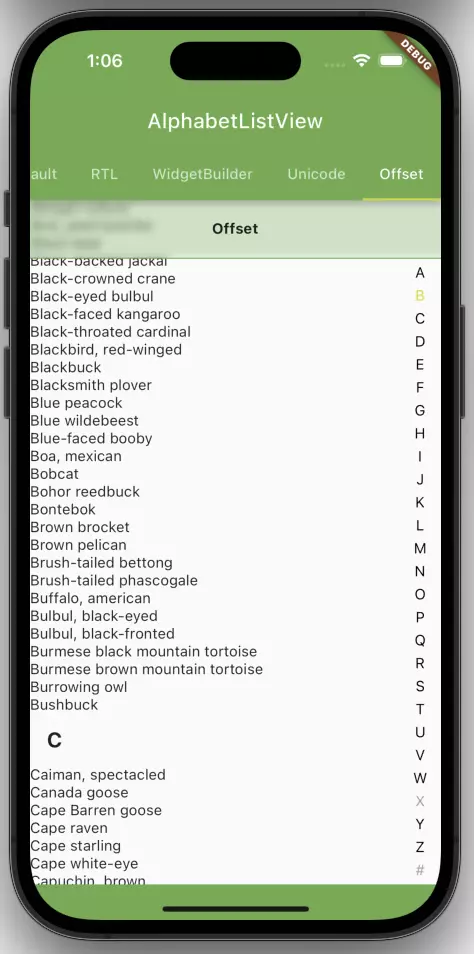 1:06
DEBUG
AlphabetListView
ault RTL WidgetBuilder Unicode Offset
Offset
Black-backed jackal
Black-crowned crane
Black-eyed bulbul
Black-faced kangaroo
Black-throated cardinal
Blackbird, red-winged
Blackbuck
Blacksmith plover
Blue peacock
Blue wildebeest
Blue-faced booby
Boa, mexican
Bobcat
Bohor reedbuck
Bontebok
Brown brocket
Brown pelican
Brush-tailed bettong
Brush-tailed phascogale
Buffalo, american
Bulbul, black-eyed
Bulbul, black-fronted
Burmese black mountain tortoise
Burmese brown mountain tortoise
Burrowing owl
Bushbuck
C
Caiman, spectacled
Canada goose
Cape Barren goose
Cape raven
Cape starling
Cape white-eye
Capuchin, brown
A
B
C
D
E
F
G
H
I
J
K
L
M
N
O
P
Q
R
S
T
U
V
W
X
Y
Z
#